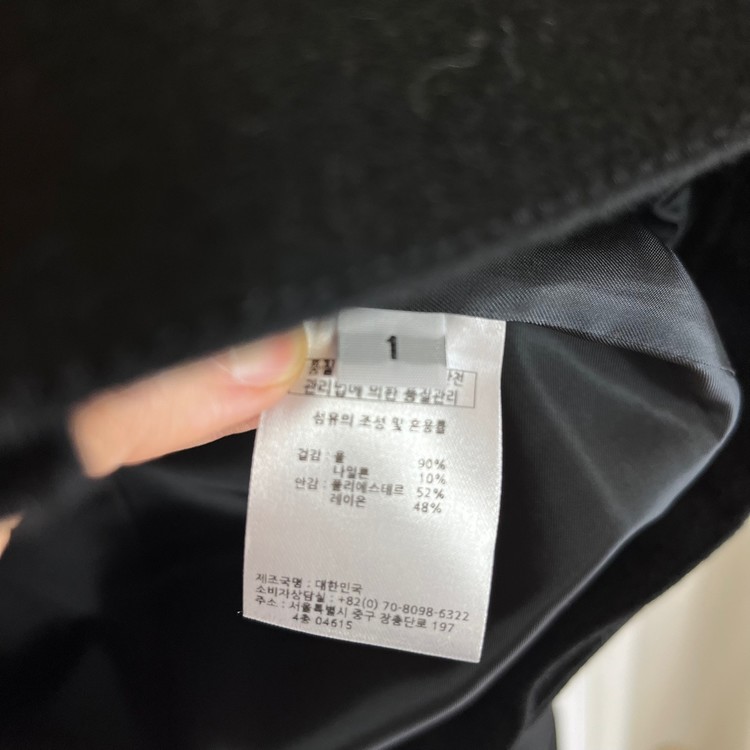 1
품질
관리법에 의한 품질관리
섬유의 조성 및 혼용률
겉감 : 울 90%
나일론 10%
안감 : 폴리에스테르 52%
레이온 48%
제조국명 : 대한민국
소비자상담실 : +82(0) 70-8098-6322
주소 : 서울특별시 중구 장충단로 197
4층 04615